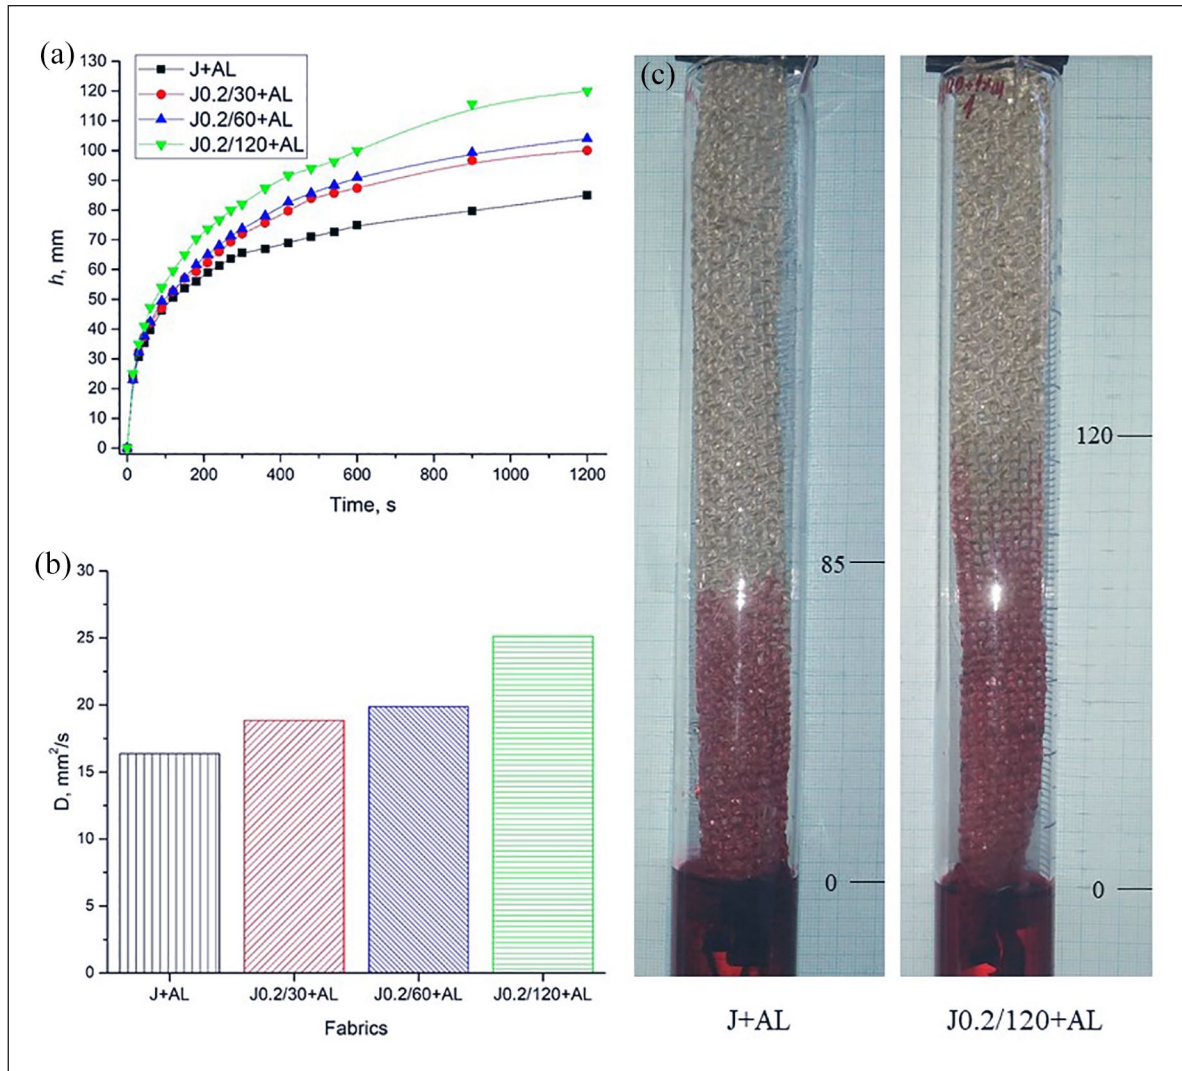 (a)
130
120
110
100
90
80
70
60
50
40
30
20
10
0
h, mm
J+AL
J0.2/30+AL
J0.2/60+AL
J0.2/120+AL
0 200 400 600 800 1000 1200
Time, s
(b)
30
25
20
15
10
5
0
D, mm²/s
J+AL J0.2/30+AL J0.2/60+AL J0.2/120+AL
Fabrics
(c)
85
0
120
0
J+AL J0.2/120+AL